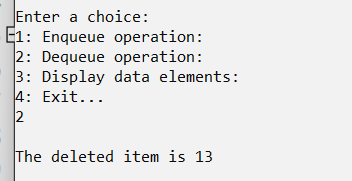 Enter a choice:
1: Enqueue operation:
2: Dequeue operation:
3: Display data elements:
4: Exit...
2
The deleted item is 13